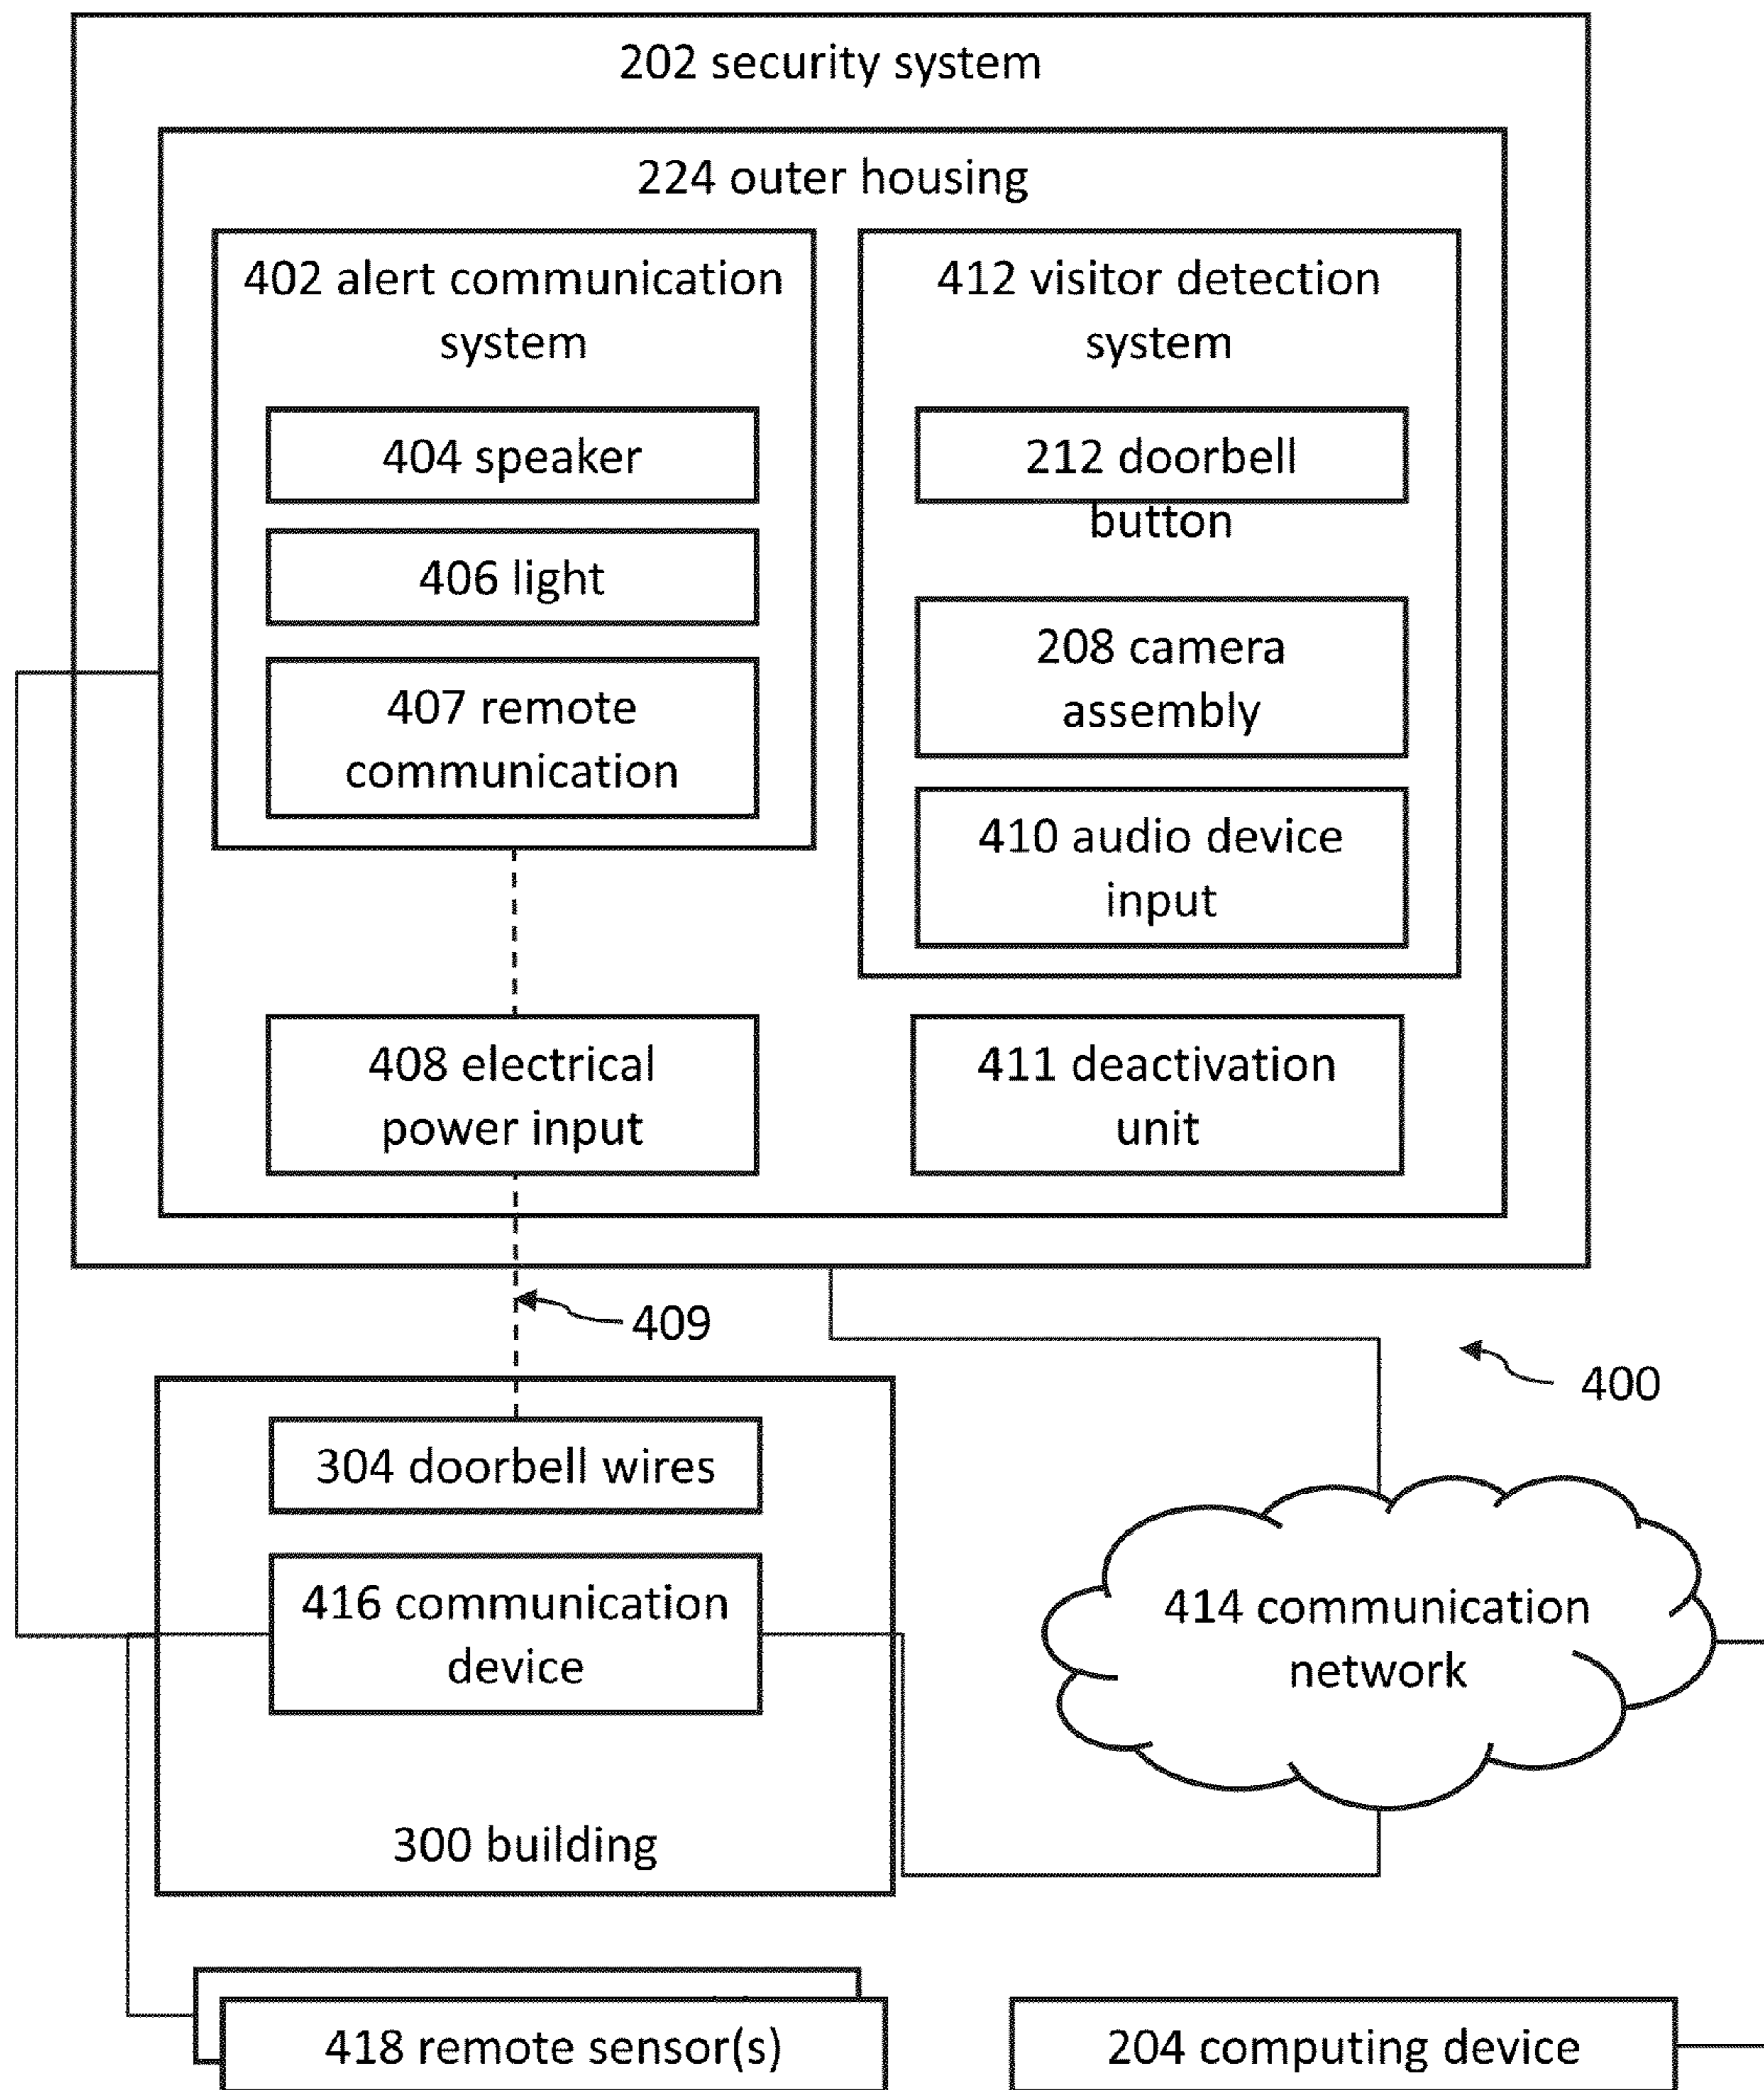 202 security system
224 outer housing
402 alert communication
system
404 speaker
406 light
407 remote
communication
412 visitor detection
system
212 doorbell
button
208 camera
assembly
410 audio device
input
408 electrical
power input
411 deactivation
unit
409
400
304 doorbell wires
416 communication
device
300 building
414 communication
network
418 remote sensor(s)
204 computing device